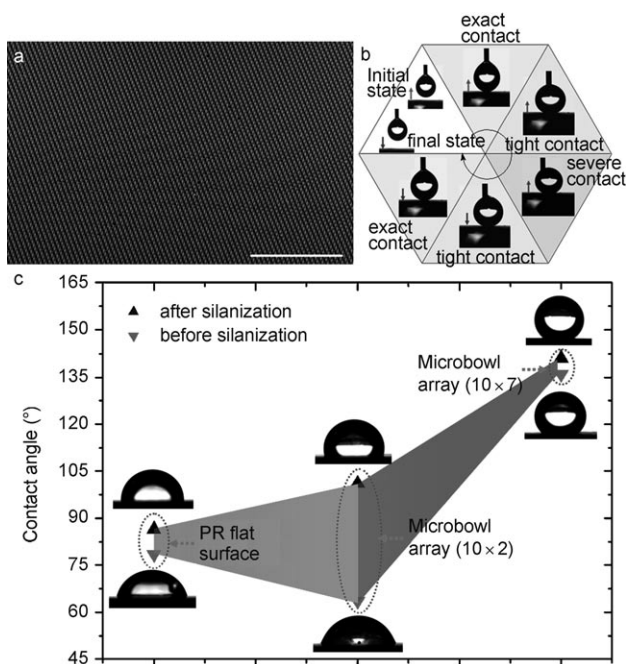 a
b
exact
contact
Initial
state
final state
tight contact
severe
contact
exact
contact
tight contact
c
165
150
135
120
105
90
75
60
45
Contact angle (°)
after silanization
before silanization
Microbowl
array (10×7)
PR flat
surface
Microbowl
array (10×2)